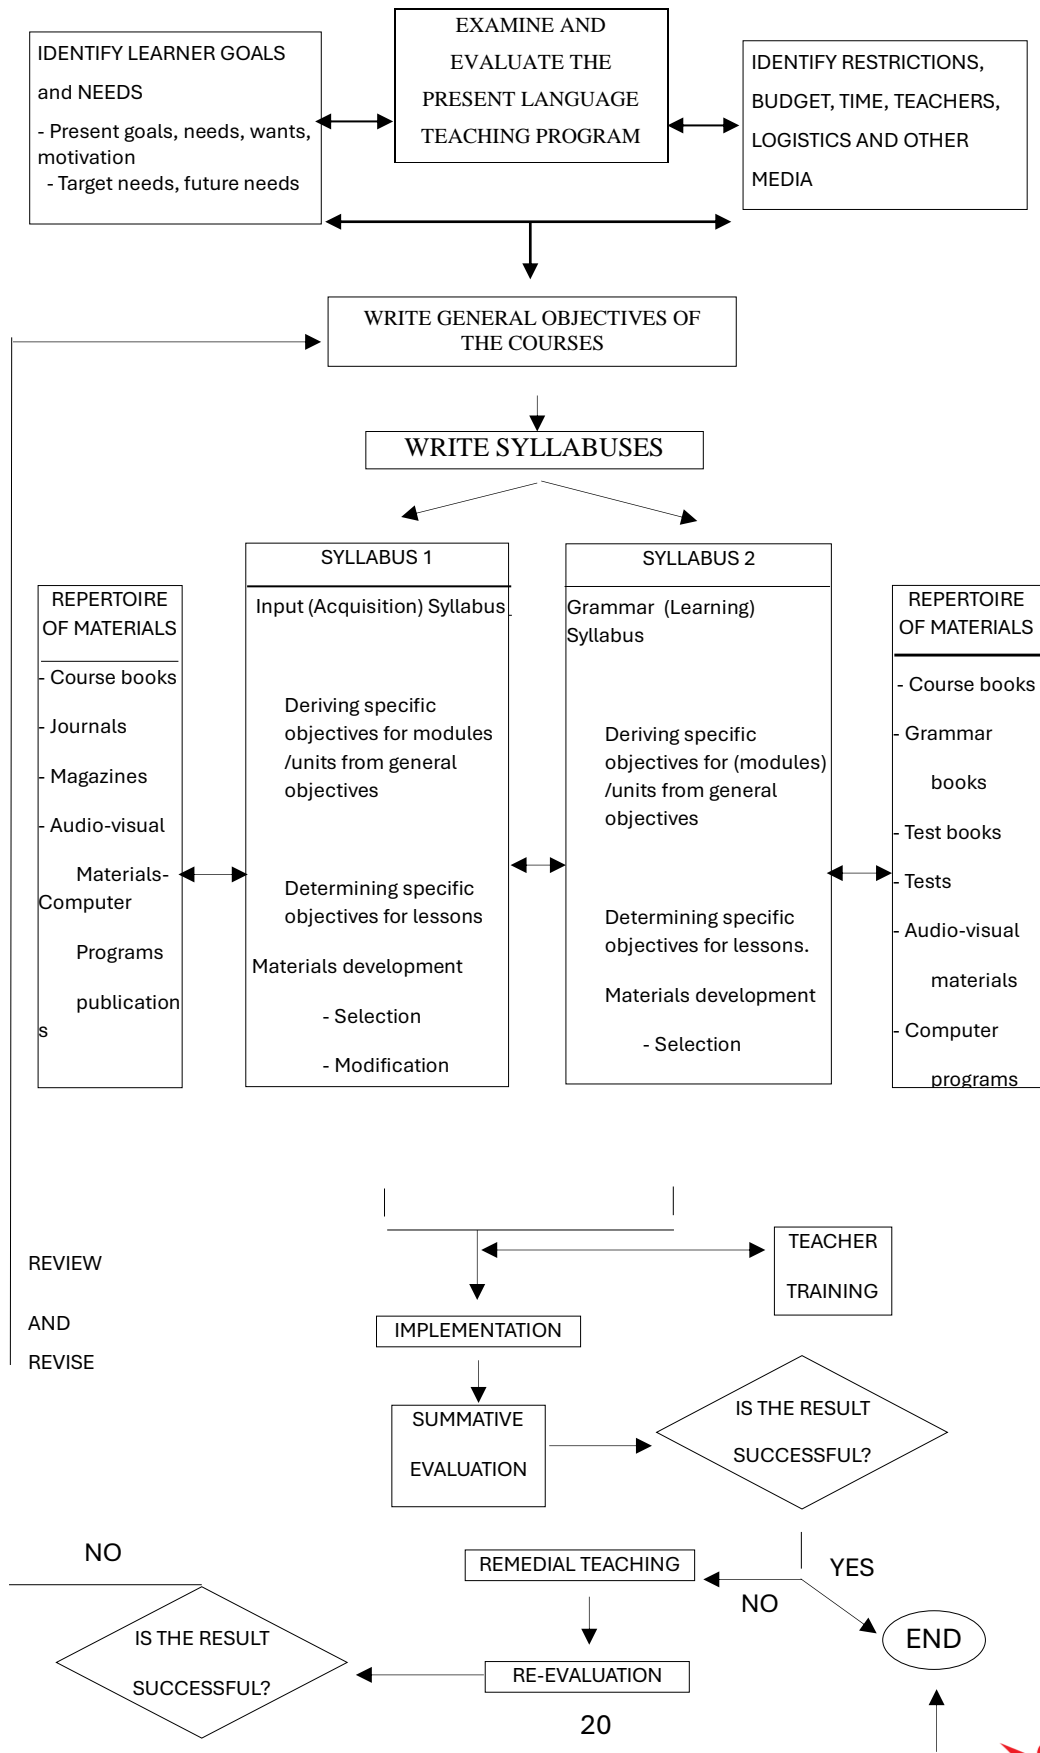 EXAMINE AND
EVALUATE THE
PRESENT LANGUAGE
TEACHING PROGRAM
IDENTIFY LEARNER GOALS
and NEEDS
- Present goals, needs, wants,
motivation
- Target needs, future needs
IDENTIFY RESTRICTIONS,
BUDGET, TIME, TEACHERS,
LOGISTICS AND OTHER
MEDIA
WRITE GENERAL OBJECTIVES OF
THE COURSES
WRITE SYLLABUSES
REPERTOIRE
OF MATERIALS
- Course books
- Journals
- Magazines
- Audio-visual
Materials-
Computer
Programs
publication
s
SYLLABUS 1
Input (Acquisition) Syllabus
Deriving specific
objectives for modules
/units from general
objectives
Determining specific
objectives for lessons
Materials development
- Selection
- Modification
SYLLABUS 2
Grammar (Learning)
Syllabus
Deriving specific
objectives for (modules)
/units from general
objectives
Determining specific
objectives for lessons.
Materials development
- Selection
REPERTOIRE
OF MATERIALS
- Course books
- Grammar
books
- Test books
- Tests
- Audio-visual
materials
- Computer
programs
REVIEW
AND
REVISE
TEACHER
TRAINING
IMPLEMENTATION
SUMMATIVE
EVALUATION
IS THE RESULT
SUCCESSFUL?
NO
REMEDIAL TEACHING
YES
NO
END
IS THE RESULT
SUCCESSFUL?
RE-EVALUATION
20